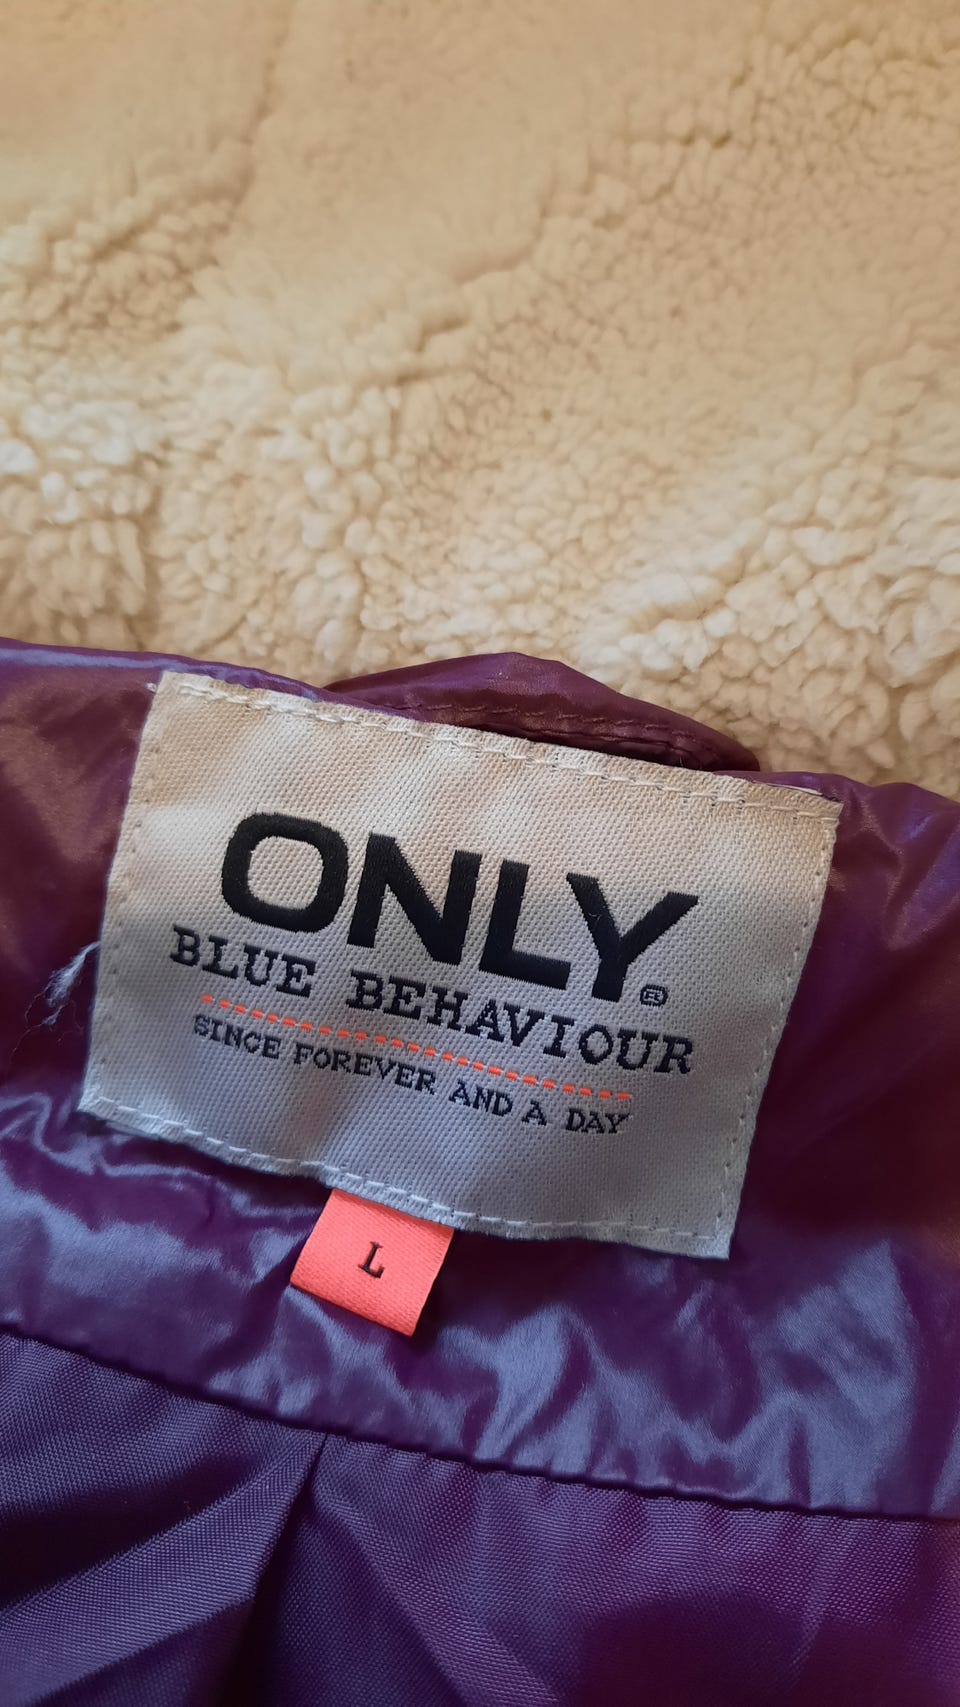 ONLY®
BLUE BEHAVIOUR
SINCE FOREVER AND A DAY
L